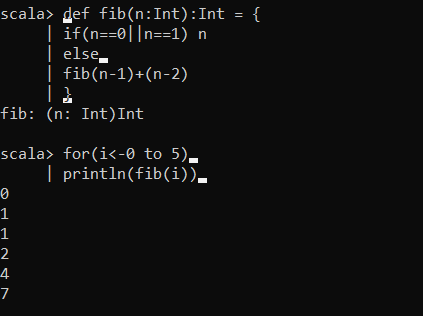 scala> def fib(n:Int):Int = {
     | if(n==0||n==1) n
     | else
     | fib(n-1)+(n-2)
     | }
fib: (n: Int)Int

scala> for(i<-0 to 5)
     | println(fib(i))
0
1
1
2
4
7